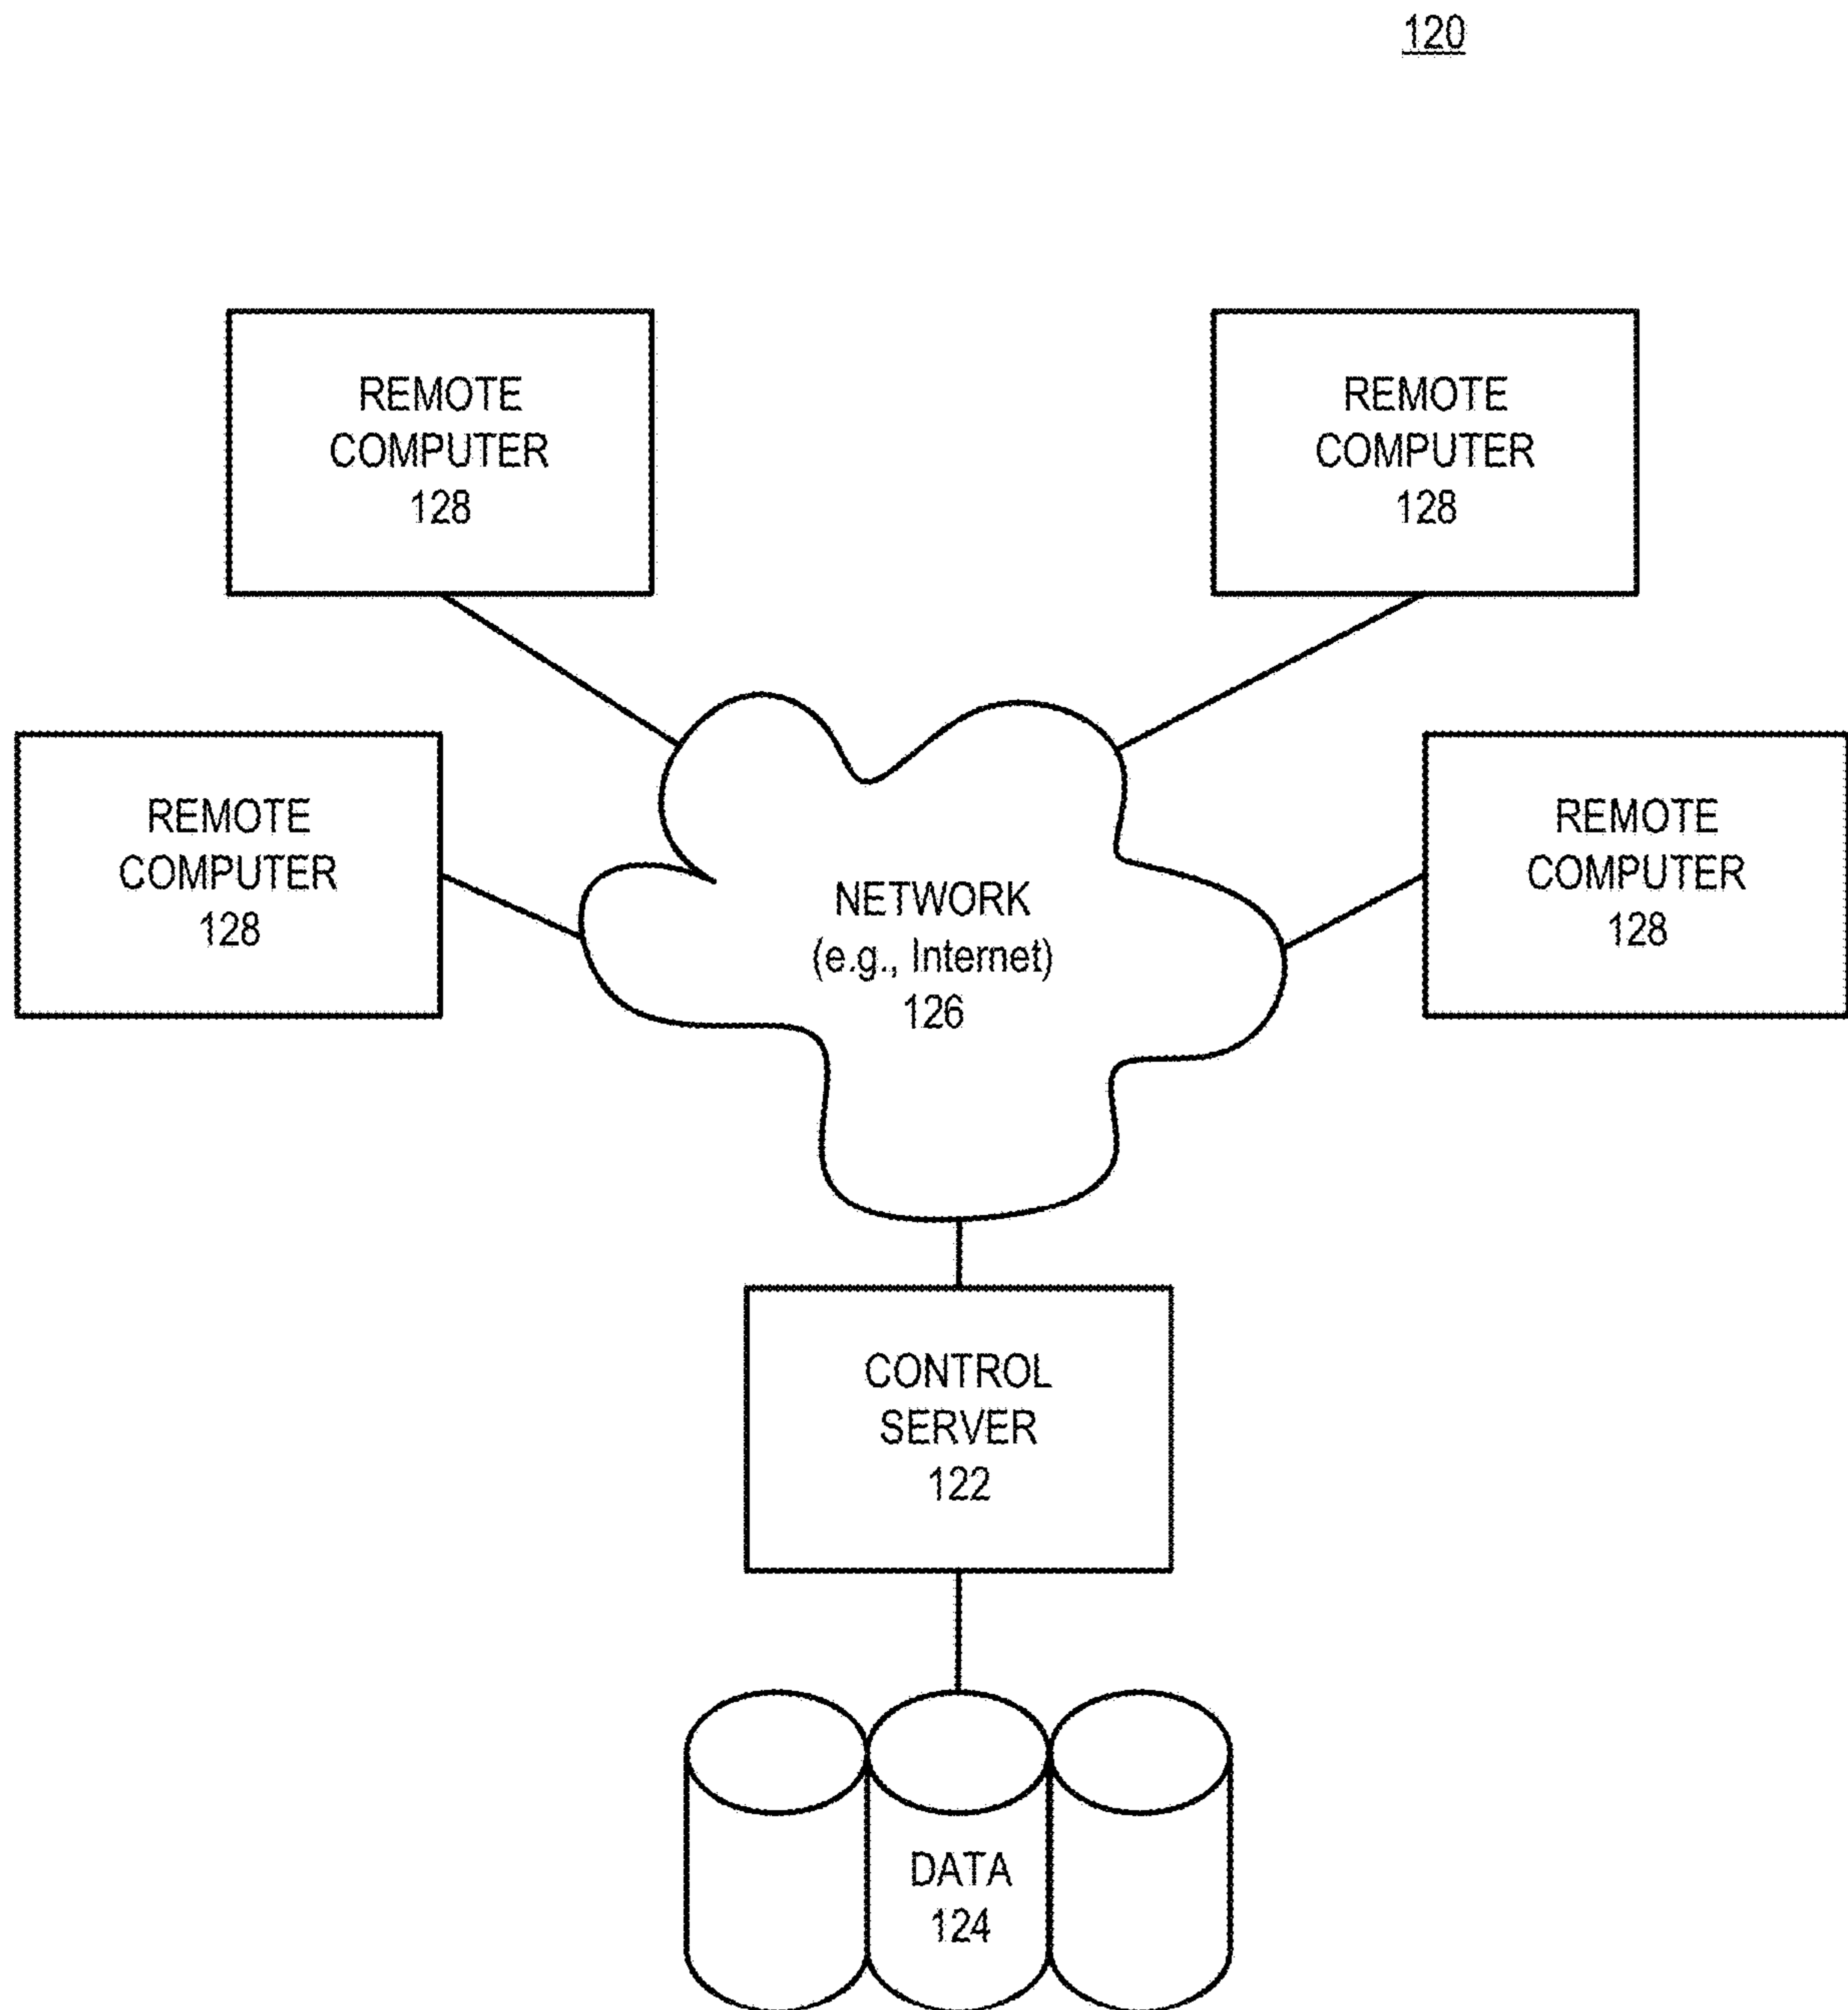 120
REMOTE
COMPUTER
128
REMOTE
COMPUTER
128
REMOTE
COMPUTER
128
NETWORK
(e.g., Internet)
126
REMOTE
COMPUTER
128
CONTROL
SERVER
122
DATA
124